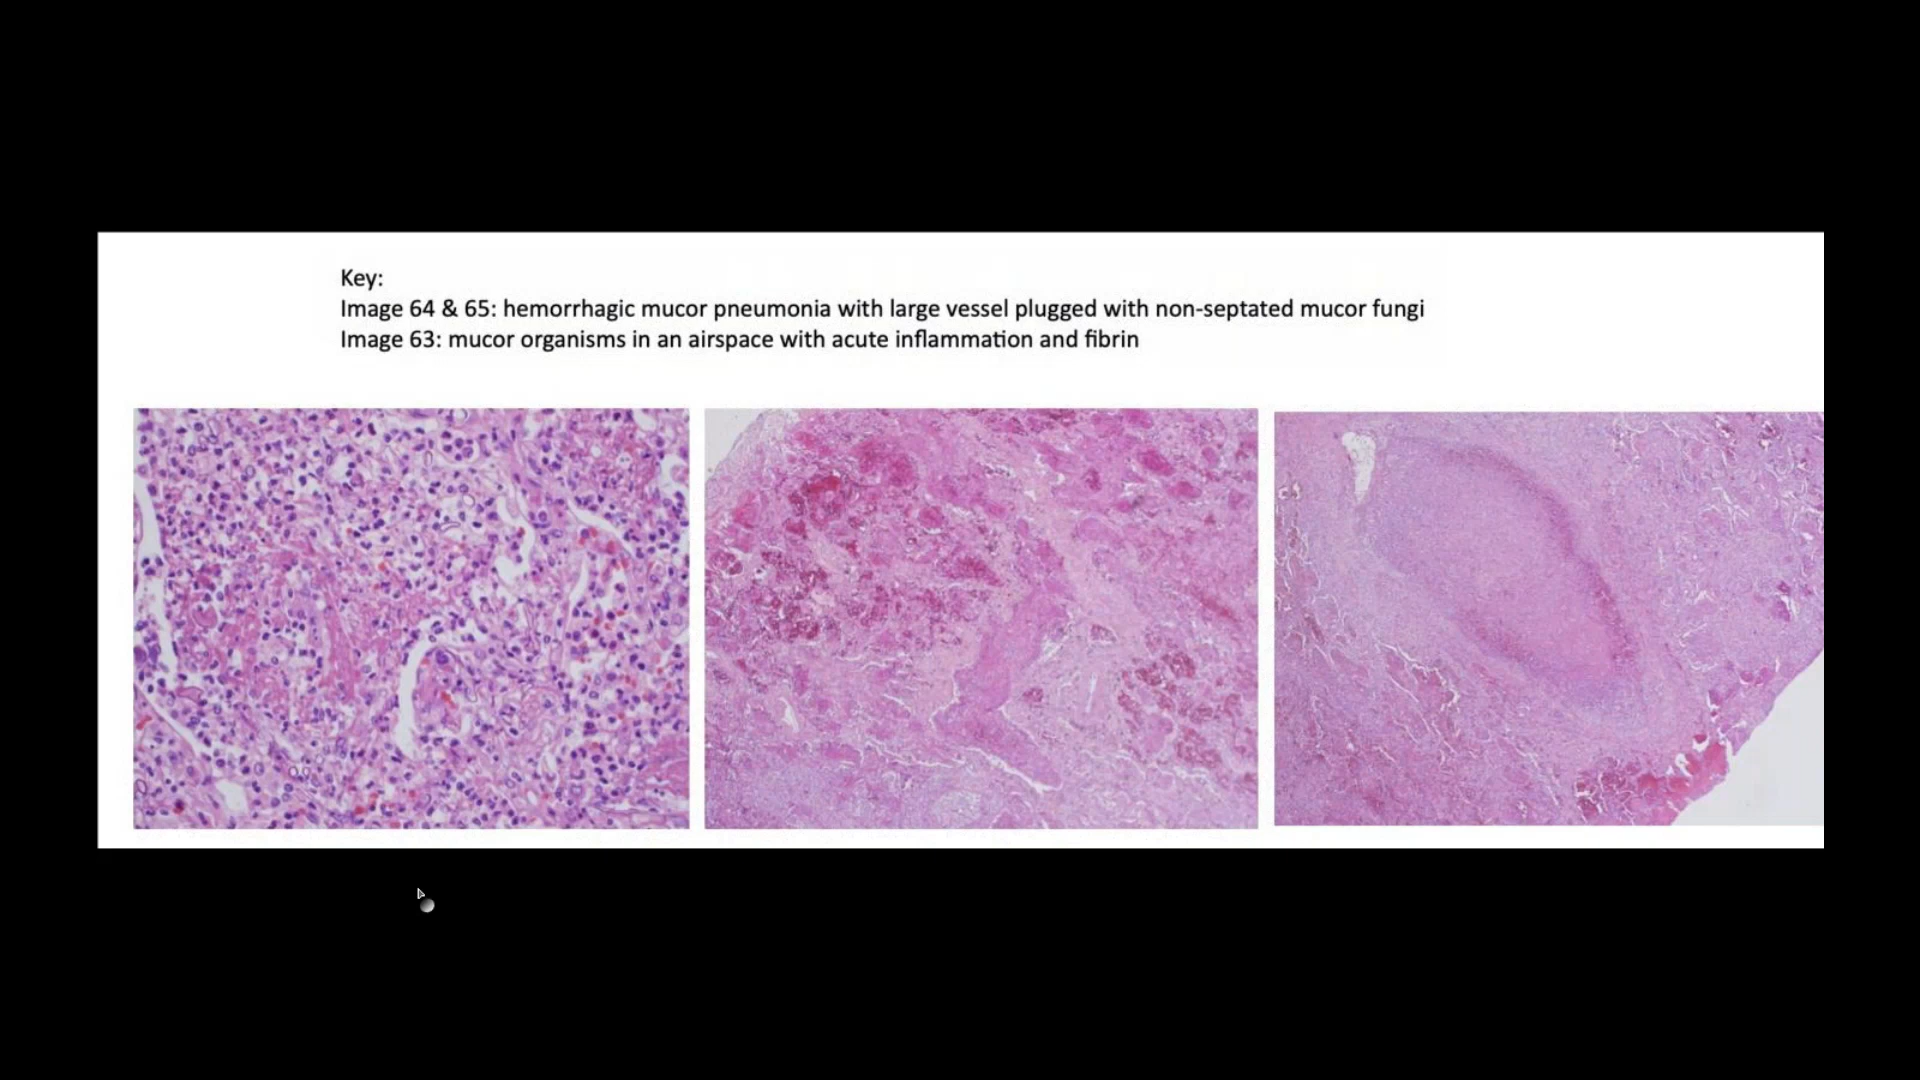 Key:
Image 64 & 65: hemorrhagic mucor pneumonia with large vessel plugged with non-septated mucor fungi
Image 63: mucor organisms in an airspace with acute inflammation and fibrin